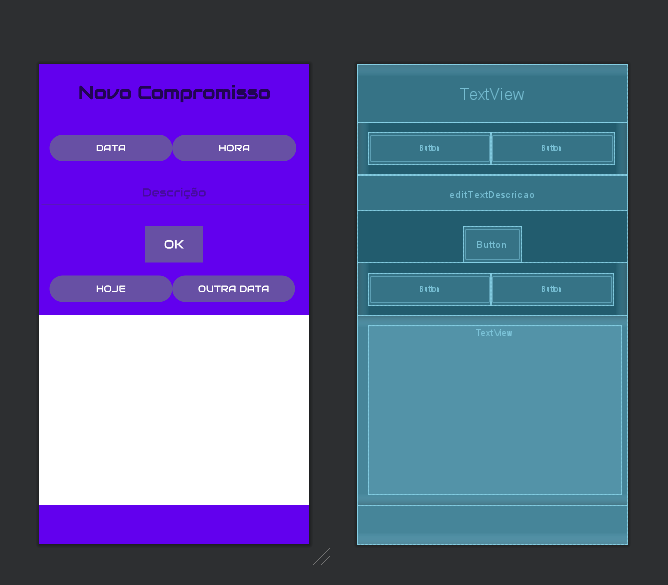 Novo Compromisso
DATA HORA
Descrição
OK
HOJE OUTRA DATA
TextView
Button Button
editTextDescricao
Button
Button Button
TextView